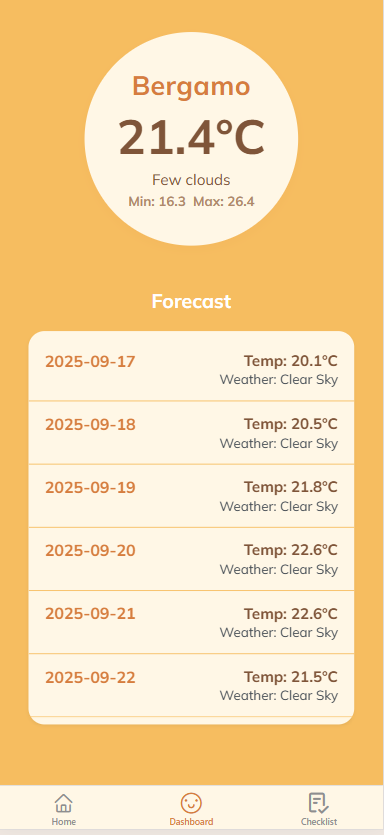 Bergamo
21.4°C
Few clouds
Min: 16.3 Max: 26.4
Forecast
2025-09-17
Temp: 20.1°C
Weather: Clear Sky
2025-09-18
Temp: 20.5°C
Weather: Clear Sky
2025-09-19
Temp: 21.8°C
Weather: Clear Sky
2025-09-20
Temp: 22.6°C
Weather: Clear Sky
2025-09-21
Temp: 22.6°C
Weather: Clear Sky
2025-09-22
Temp: 21.5°C
Weather: Clear Sky
Home
Dashboard
Checklist